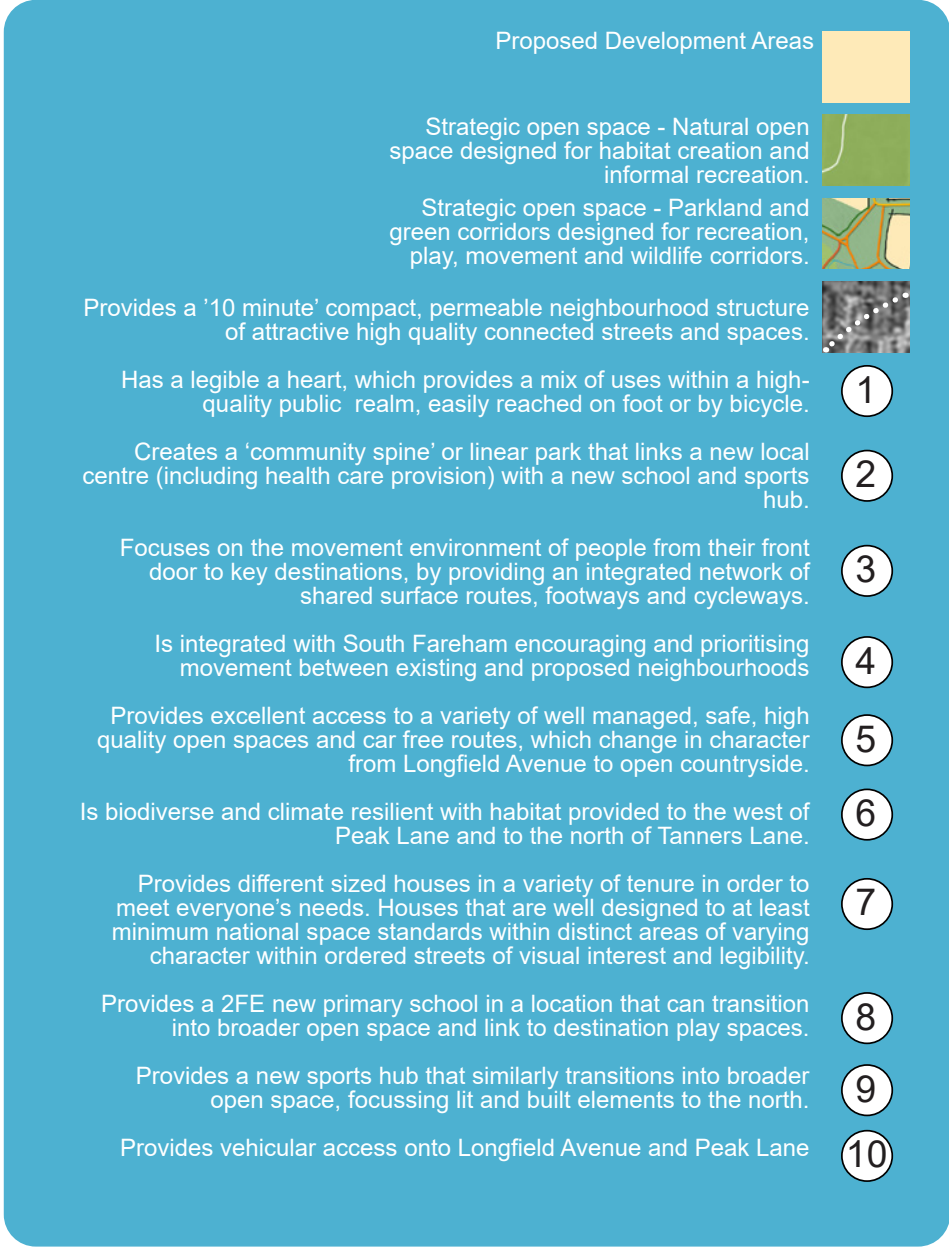 Proposed Development Areas
Strategic open space - Natural open
space designed for habitat creation and
informal recreation.
Strategic open space - Parkland and
green corridors designed for recreation,
play, movement and wildlife corridors.
Provides a ’10 minute’ compact, permeable neighbourhood structure
of attractive high quality connected streets and spaces.
Has a legible a heart, which provides a mix of uses within a high-
quality public  realm, easily reached on foot or by bicycle.
1
Creates a ‘community spine’ or linear park that links a new local
centre (including health care provision) with a new school and sports
hub.
2
Focuses on the movement environment of people from their front
door to key destinations, by providing an integrated network of
shared surface routes, footways and cycleways.
3
Is integrated with South Fareham encouraging and prioritising
movement between existing and proposed neighbourhoods
4
Provides excellent access to a variety of well managed, safe, high
quality open spaces and car free routes, which change in character
from Longfield Avenue to open countryside.
5
Is biodiverse and climate resilient with habitat provided to the west of
Peak Lane and to the north of Tanners Lane.
6
Provides different sized houses in a variety of tenure in order to
meet everyone’s needs. Houses that are well designed to at least
minimum national space standards within distinct areas of varying
character within ordered streets of visual interest and legibility.
7
Provides a 2FE new primary school in a location that can transition
into broader open space and link to destination play spaces.
8
Provides a new sports hub that similarly transitions into broader
open space, focussing lit and built elements to the north.
9
Provides vehicular access onto Longfield Avenue and Peak Lane
10